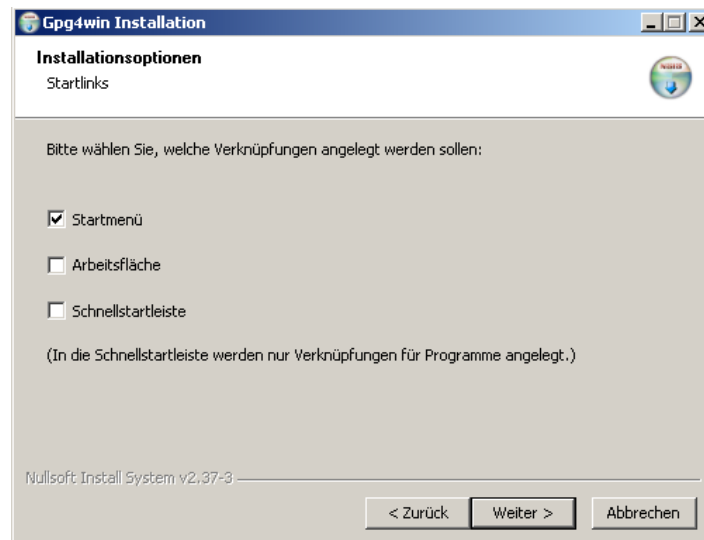 Gpg4win Installation
Installationsoptionen
Startlinks
Bitte wählen Sie, welche Verknüpfungen angelegt werden sollen:
Startmenü
Arbeitsfläche
Schnellstartleiste
(In die Schnellstartleiste werden nur Verknüpfungen für Programme angelegt.)
Nullsoft Install System v2.37-3
< Zurück
Weiter >
Abbrechen